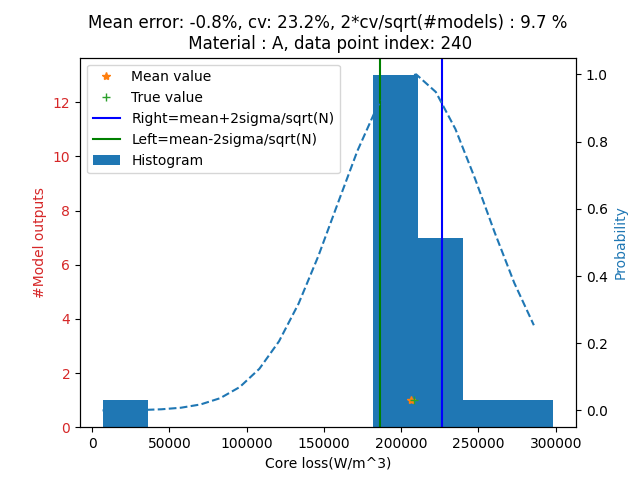 Mean error: -0.8%, cv: 23.2%, 2*cv/sqrt(#models) : 9.7 %
Material : A, data point index: 240
Mean value
True value
Right=mean+2sigma/sqrt(N)
Left=mean-2sigma/sqrt(N)
Histogram
12
10
8
6
4
2
0
#Model outputs
1.0
0.8
0.6
0.4
0.2
0.0
Probability
0 50000 100000 150000 200000 250000 300000
Core loss(W/m^3)